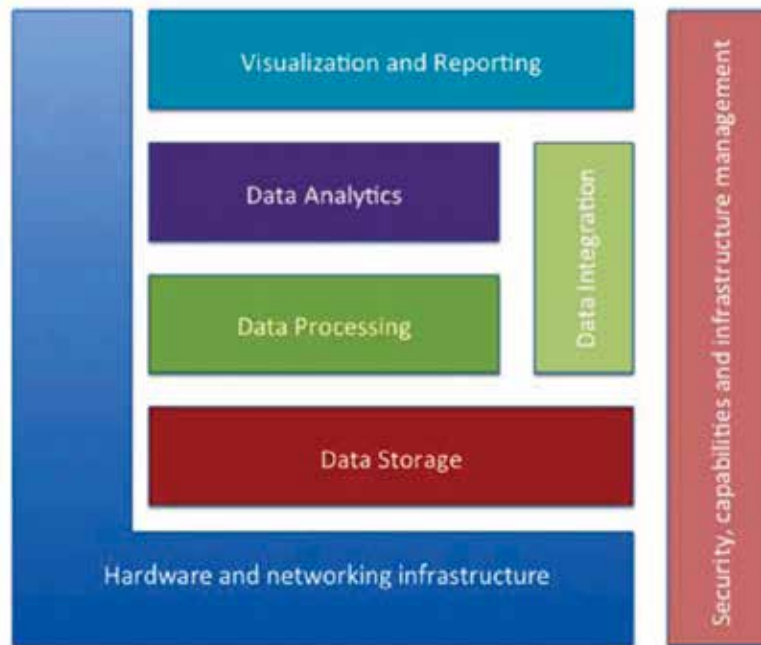 Visualization and Reporting
Data Analytics
Data Integration
Data Processing
Data Storage
Hardware and networking infrastructure
Security, capabilities and infrastructure management